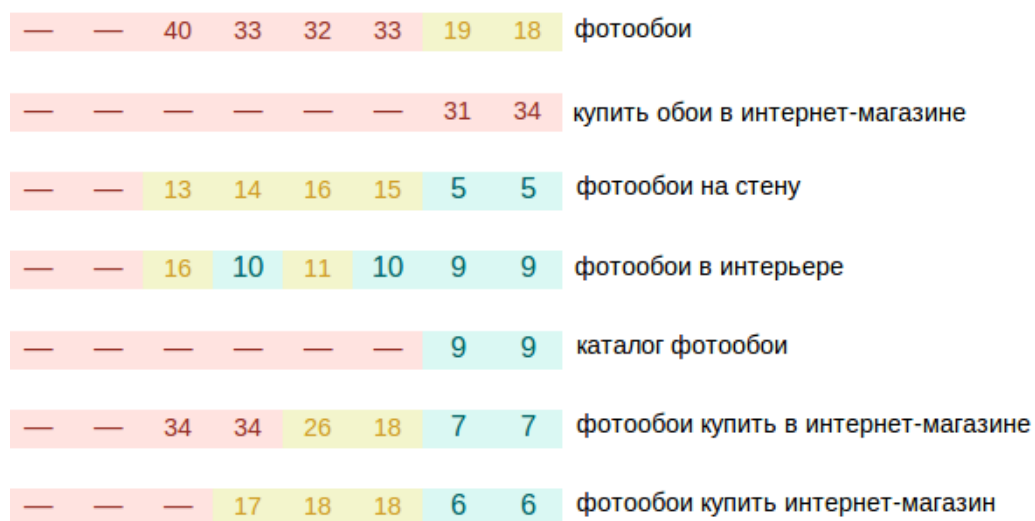 — — 40 33 32 33 19 18 фотообои
— — — — — — 31 34 купить обои в интернет-магазине
— — 13 14 16 15 5 5 фотообои на стену
— — 16 10 11 10 9 9 фотообои в интерьере
— — — — — — 9 9 каталог фотообои
— — 34 34 26 18 7 7 фотообои купить в интернет-магазине
— — — 17 18 18 6 6 фотообои купить интернет-магазин